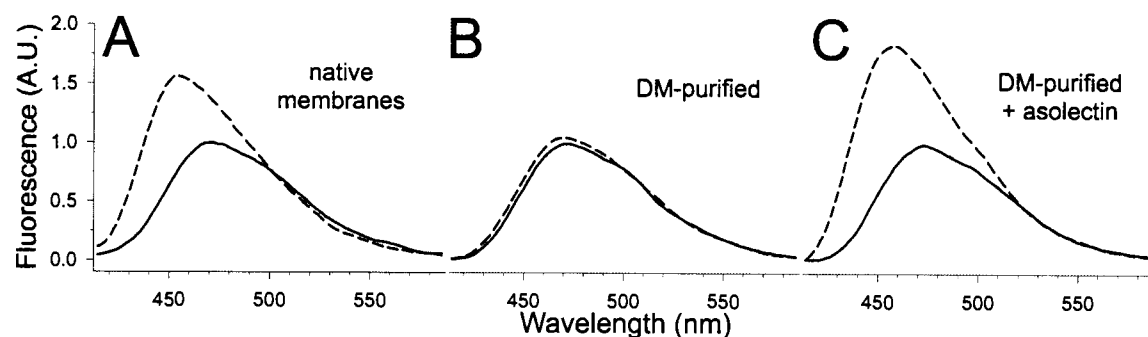 A
B
C
native
membranes
DM-purified
DM-purified
+ asolectin
Fluorescence (A.U.)
2.0
1.5
1.0
0.5
0.0
450 500 550 450 500 550 450 500 550
Wavelength (nm)